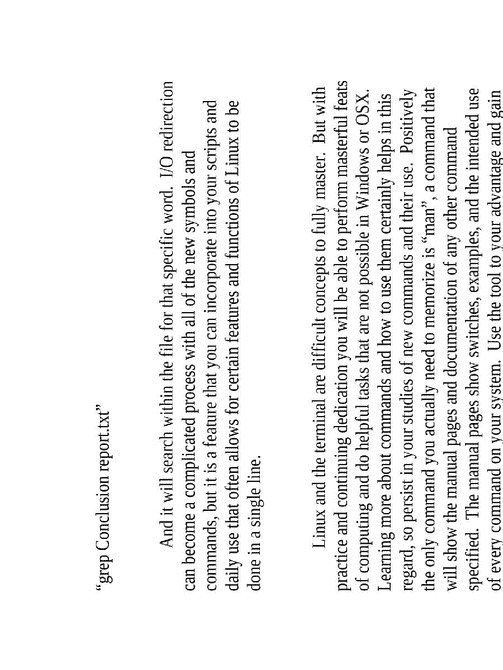 “grep Conclusion report.txt”
And it will search within the file for that specific word.  I/O redirection
can become a complicated process with all of the new symbols and
commands, but it is a feature that you can incorporate into your scripts and
daily use that often allows for certain features and functions of Linux to be
done in a single line.
Linux and the terminal are difficult concepts to fully master.  But with
practice and continuing dedication you will be able to perform masterful feats
of computing and do helpful tasks that are not possible in Windows or OSX.
Learning more about commands and how to use them certainly helps in this
regard, so persist in your studies of new commands and their use.  Positively
the only command you actually need to memorize is “man”, a command that
will show the manual pages and documentation of any other command
specified.  The manual pages show switches, examples, and the intended use
of every command on your system.  Use the tool to your advantage and gain